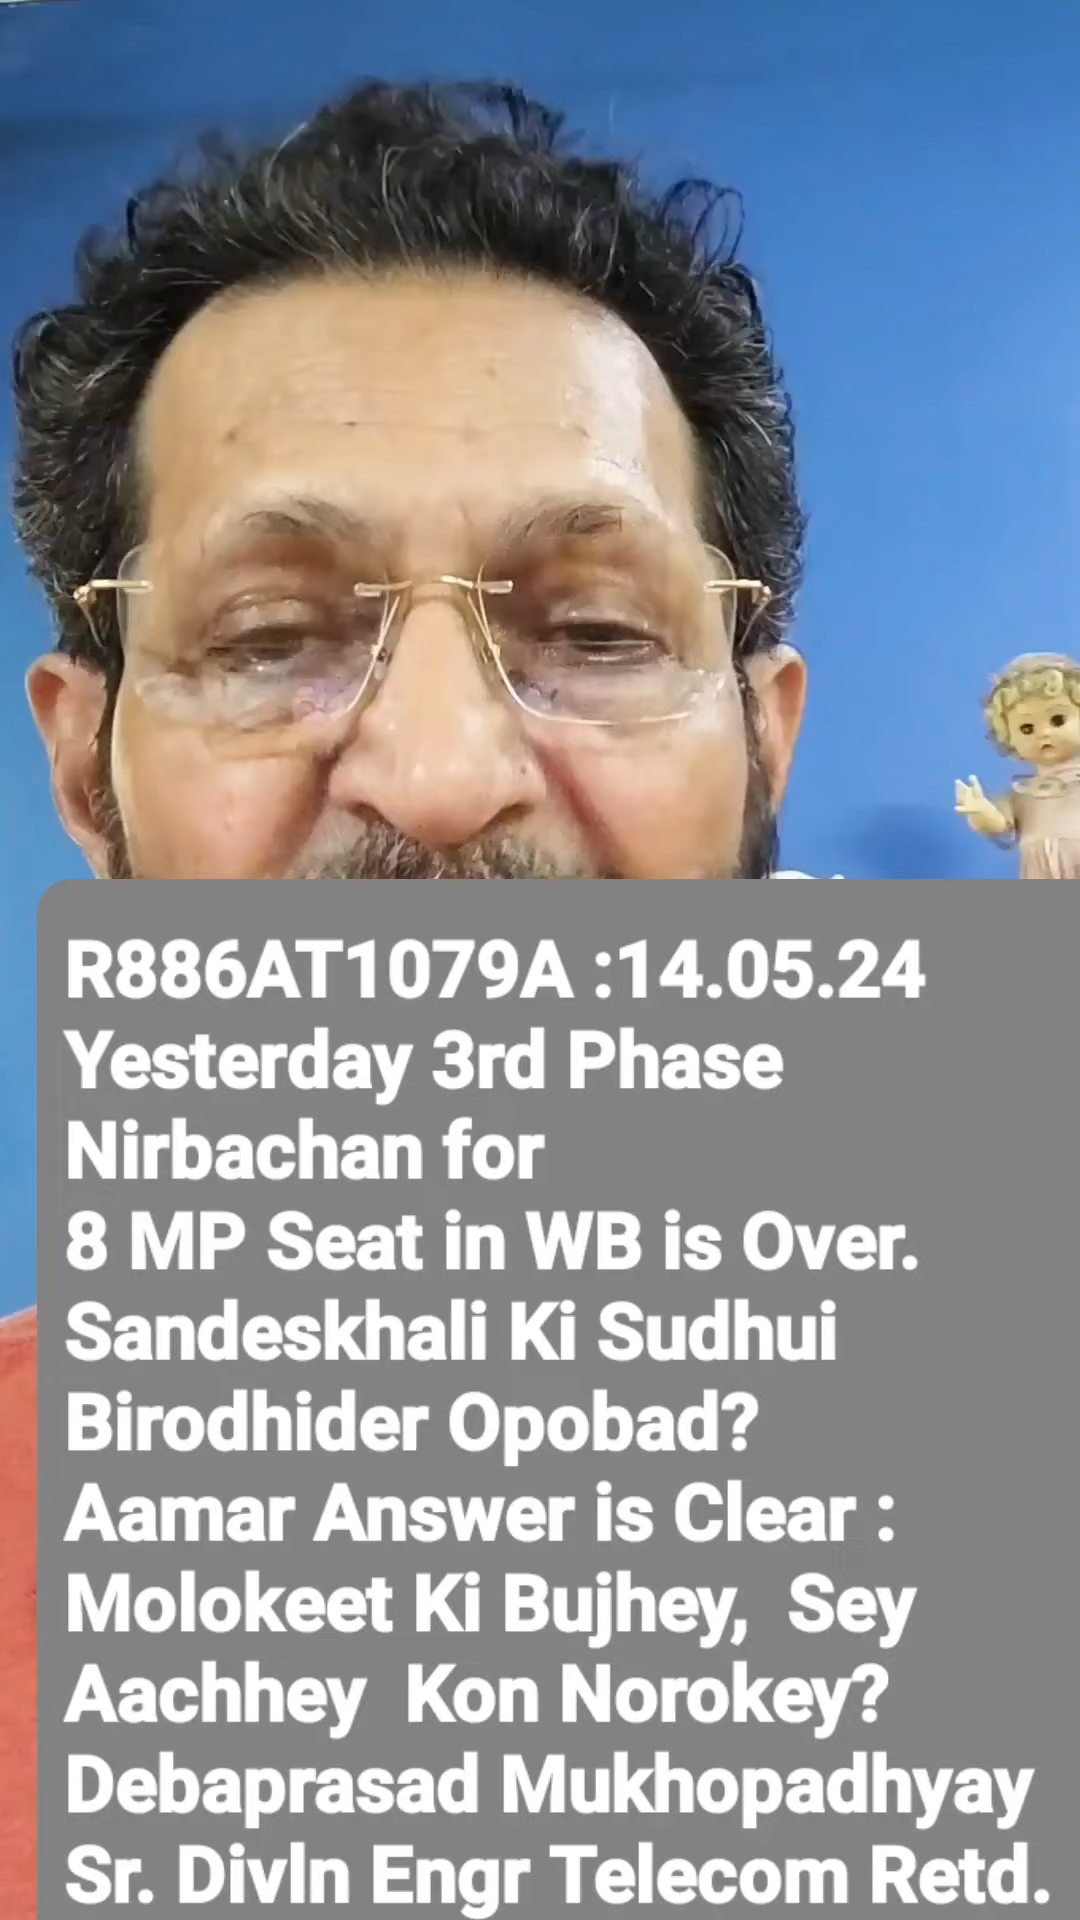 R886AT1079A :14.05.24
Yesterday 3rd Phase
Nirbachan for
8 MP Seat in WB is Over.
Sandeskhali Ki Sudhui
Birodhider Opobad?
Aamar Answer is Clear :
Molokeet Ki Bujhey,  Sey
Aachhey  Kon Norokey?
Debaprasad Mukhopadhyay
Sr. Divln Engr Telecom Retd.